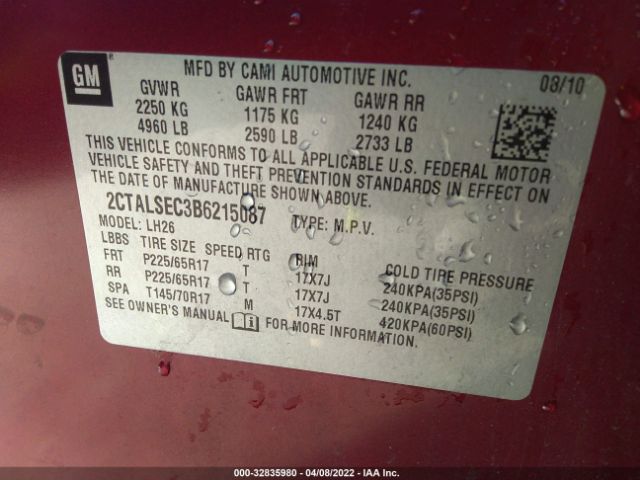 GM
MFD BY CAMI AUTOMOTIVE INC. 08/10
GVWR GAWR FRT GAWR RR
2250 KG 1175 KG 1240 KG
4960 LB 2590 LB 2733 LB
THIS VEHICLE CONFORMS TO ALL APPLICABLE U.S. FEDERAL MOTOR
VEHICLE SAFETY AND THEFT PREVENTION STANDARDS IN EFFECT ON
THE DATE OF MANUFACTURE SHOWN ABOVE.
2CTALSEC3B6215087 TYPE: M.P.V.
MODEL: LH26
LBBS TIRE SIZE SPEED RTG RIM COLD TIRE PRESSURE
FRT P225/65R17 T 17X7J 240KPA(35PSI)
RR P225/65R17 T 17X7J 240KPA(35PSI)
SPA T145/70R17 M 17X4.5T 420KPA(60PSI)
SEE OWNER'S MANUAL FOR MORE INFORMATION.
000-32835980 - 04/08/2022 - IAA Inc.